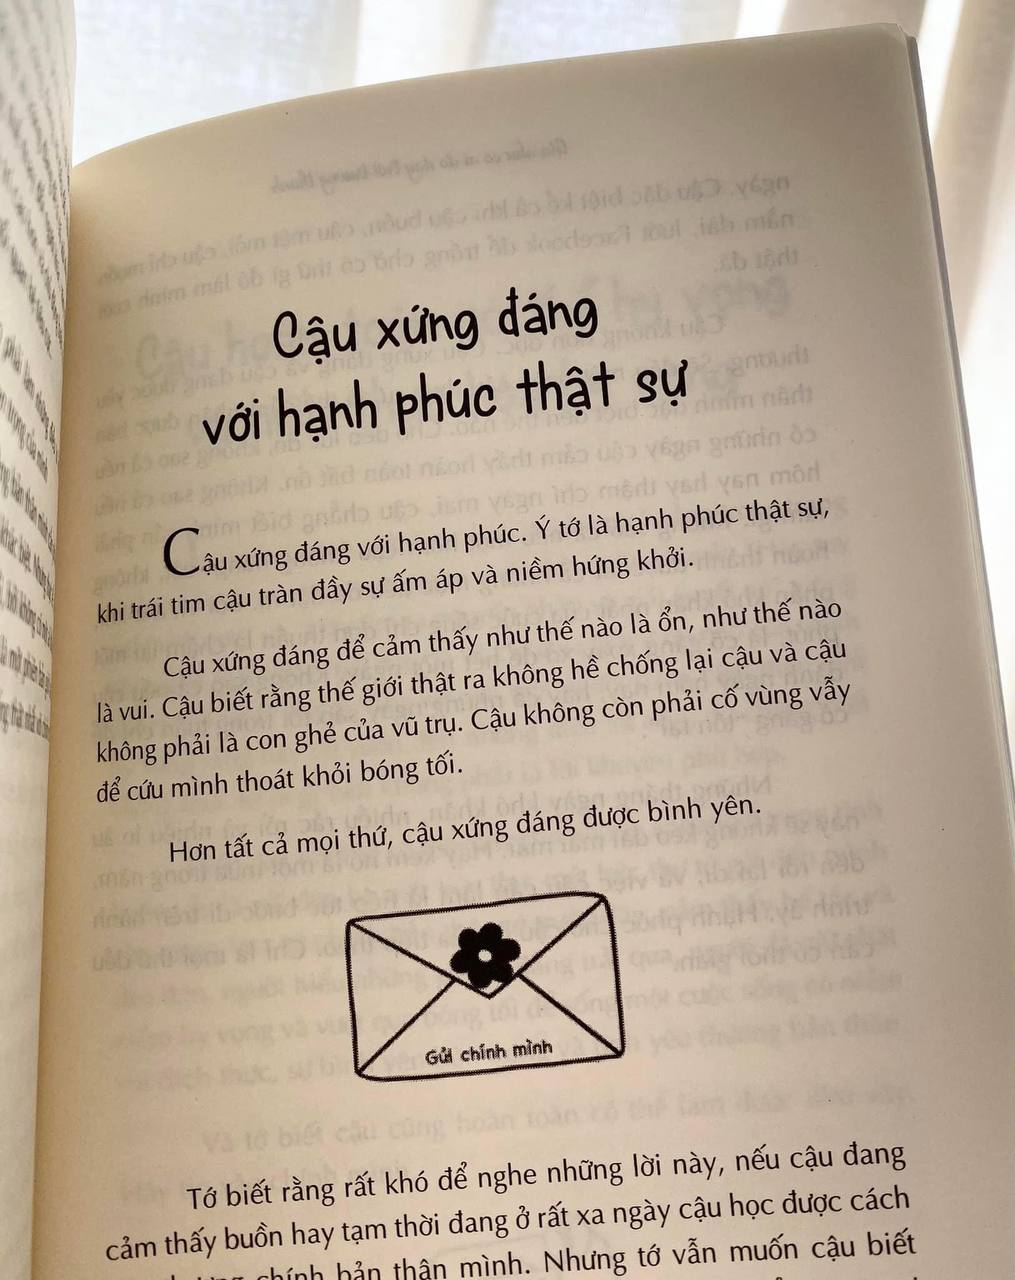 Cậu xứng đáng
với hạnh phúc thật sự
Cậu xứng đáng với hạnh phúc. Ý tớ là hạnh phúc thật sự,
khi trái tim cậu tràn đầy sự ấm áp và niềm hứng khởi.
Cậu xứng đáng để cảm thấy như thế nào là ổn, như thế nào
là vui. Cậu biết rằng thế giới thật ra không hề chống lại cậu và cậu
không phải là con ghẻ của vũ trụ. Cậu không còn phải cố vùng vẫy
để cứu mình thoát khỏi bóng tối.
Hơn tất cả mọi thứ, cậu xứng đáng được bình yên.
Gửi chính mình
Tớ biết rằng rất khó để nghe những lời này, nếu cậu đang
cảm thấy buồn hay tạm thời đang ở rất xa ngày cậu học được cách
chính bản thân mình. Nhưng tớ vẫn muốn cậu biết